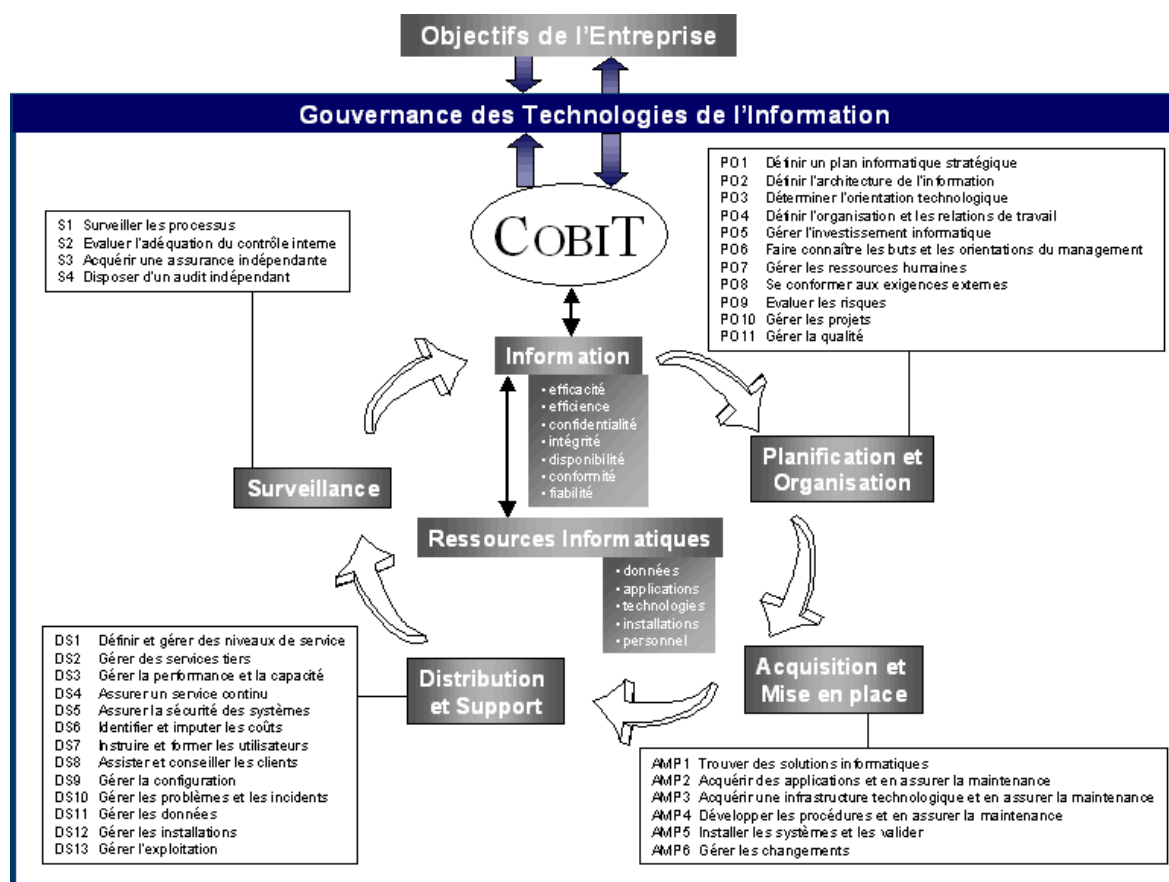 Objectifs de l'Entreprise
Gouvernance des Technologies de l'Information
COBIT
S1 Surveiller les processus
S2 Evaluer l'adéquation du contrôle interne
S3 Acquérir une assurance indépendante
S4 Disposer d'un audit indépendant
PO1 Définir un plan informatique stratégique
PO2 Définir l'architecture de l'information
PO3 Déterminer l'orientation technologique
PO4 Définir l'organisation et les relations de travail
PO5 Gérer l'investissement informatique
PO6 Faire connaître les buts et les orientations du management
PO7 Gérer les ressources humaines
PO8 Se conformer aux exigences externes
PO9 Evaluer les risques
PO10 Gérer les projets
PO11 Gérer la qualité
Information
• efficacité
• efficience
• confidentialité
• intégrité
• disponibilité
• conformité
• fiabilité
Planification et
Organisation
Surveillance
Ressources Informatiques
• données
• applications
• technologies
• installations
• personnel
Distribution
et Support
Acquisition et
Mise en place
DS1 Définir et gérer des niveaux de service
DS2 Gérer des services tiers
DS3 Gérer la performance et la capacité
DS4 Assurer un service continu
DS5 Assurer la sécurité des systèmes
DS6 Identifier et imputer les coûts
DS7 Instruire et former les utilisateurs
DS8 Assister et conseiller les clients
DS9 Gérer la configuration
DS10 Gérer les problèmes et les incidents
DS11 Gérer les données
DS12 Gérer les installations
DS13 Gérer l'exploitation
AMP1 Trouver des solutions informatiques
AMP2 Acquérir des applications et en assurer la maintenance
AMP3 Acquérir une infrastructure technologique et en assurer la maintenance
AMP4 Développer les procédures et en assurer la maintenance
AMP5 Installer les systèmes et les valider
AMP6 Gérer les changements